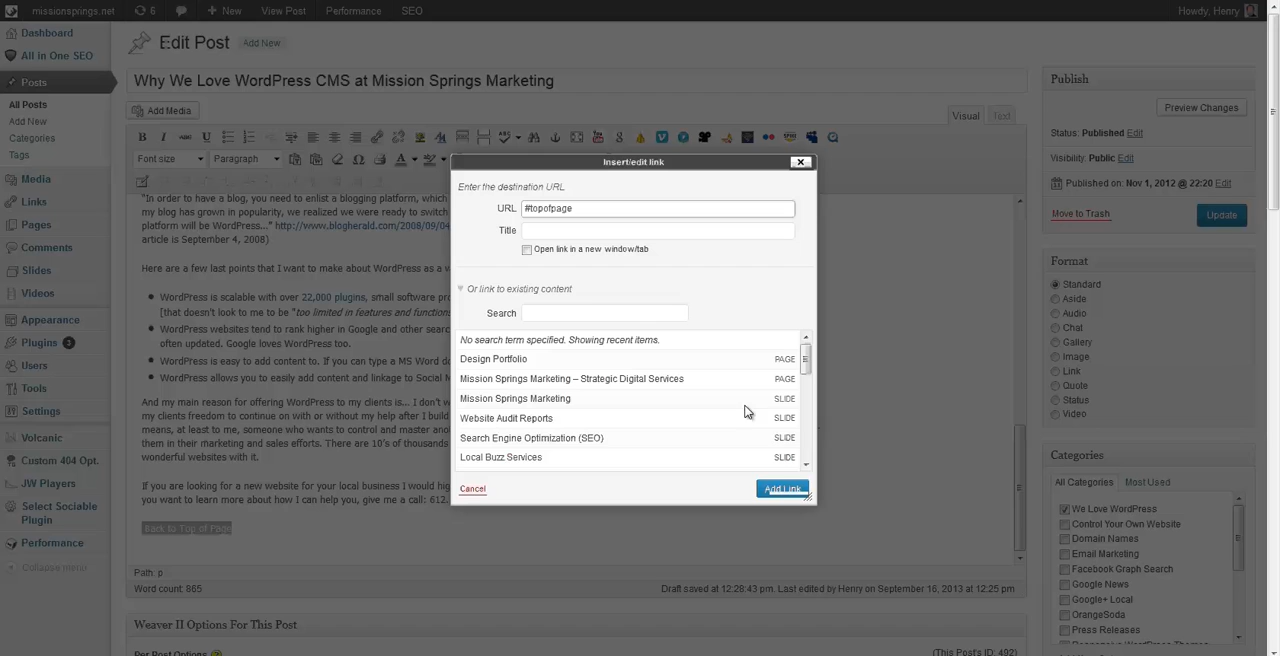 missionsprings.net 6 + New View Post Performance SEO Howdy, Henry
Dashboard
All in One SEO
Posts
All Posts
Add New
Categories
Tags
Media
Links
Pages
Comments
Slides
Videos
Appearance
Plugins 3
Users
Tools
Settings
Volcanic
Custom 404 Opt.
JW Players
Select Sociable
Plugin
Performance
Collapse menu
Edit Post Add New
Why We Love WordPress CMS at Mission Springs Marketing
Add Media
Visual Text
B I ABC U
Font size Paragraph
"In order to have a blog, you need to enlist a blogging platform, which
my blog has grown in popularity, we realized we were ready to switch
platform will be WordPress..." http://www.blogherald.com/2008/09/04
article is September 4, 2008)
Here are a few last points that I want to make about WordPress as a
WordPress is scalable with over 22,000 plugins, small software pr
[that doesn't look to me to be "too limited in features and function
WordPress websites tend to rank higher in Google and other sear
often updated. Google loves WordPress too.
WordPress is easy to add content to. If you can type a MS Word d
WordPress allows you to easily add content and linkage to Social M
And my main reason for offering WordPress to my clients is... I don't w
my clients freedom to continue on with or without my help after I build
means, at least to me, someone who wants to control and master ano
them in their marketing and sales efforts. There are 10's of thousands
wonderful websites with it.
If you are looking for a new website for your local business I would hig
you want to learn more about how I can help you, give me a call: 612.
Back to Top of Page
Path: p
Word count: 865
Draft saved at 12:28:43 pm. Last edited by Henry on September 16, 2013 at 12:25 pm
Weaver II Options For This Post
Per Post Options
(This Post's ID: 492)
Insert/edit link
Enter the destination URL
URL #topofpage
Title
Open link in a new window/tab
Or link to existing content
Search
No search term specified. Showing recent items.
Design Portfolio PAGE
Mission Springs Marketing – Strategic Digital Services PAGE
Mission Springs Marketing SLIDE
Website Audit Reports SLIDE
Search Engine Optimization (SEO) SLIDE
Local Buzz Services SLIDE
Cancel
Add Link
Publish
Preview Changes
Status: Published Edit
Visibility: Public Edit
Published on: Nov 1, 2012 @ 22:20 Edit
Move to Trash
Update
Format
Standard
Aside
Audio
Chat
Gallery
Image
Link
Quote
Status
Video
Categories
All Categories Most Used
We Love WordPress
Control Your Own Website
Domain Names
Email Marketing
Facebook Graph Search
Google News
Google+ Local
OrangeSoda
Press Releases